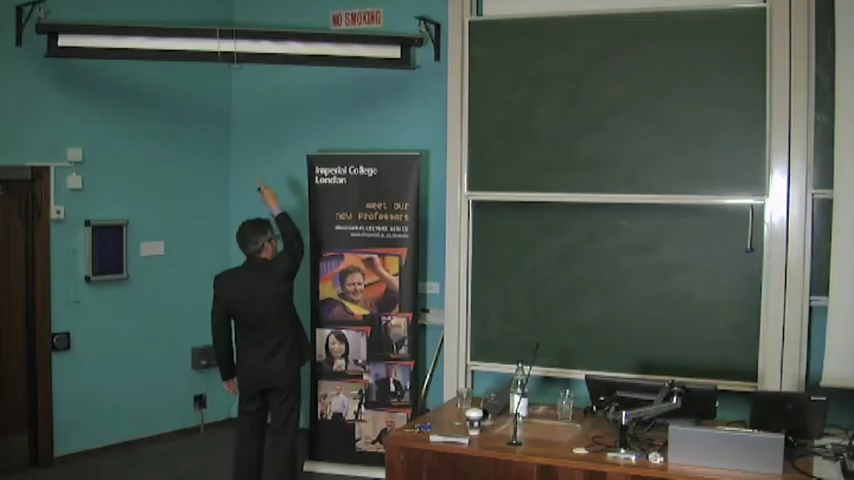 NO SMOKING
Imperial College
London
meet our
new professors